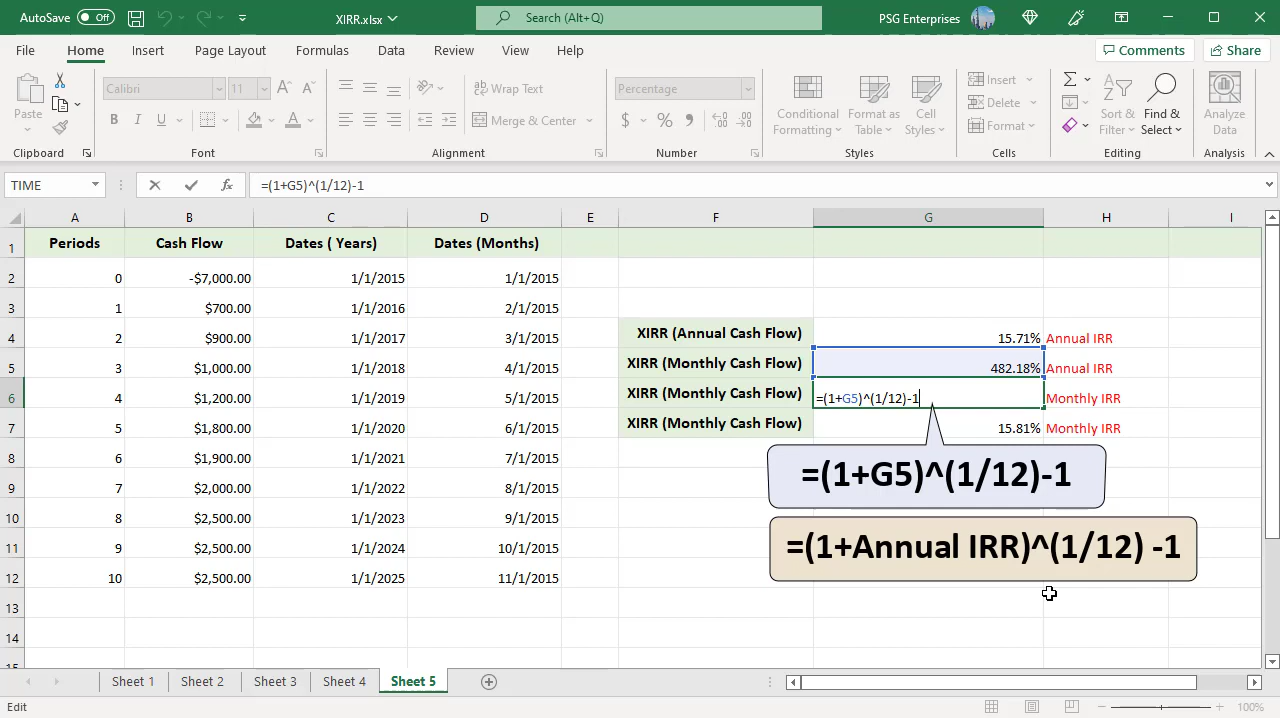 AutoSave Off XIRR.xlsx Search (Alt+Q) PSG Enterprises
File Home Insert Page Layout Formulas Data Review View Help Comments Share
Paste
Clipboard
Calibri 11
B I U A
Font
Wrap Text
Merge & Center
Alignment
Percentage
$ % 9
Number
Conditional Formatting
Format as Table
Cell Styles
Styles
Insert
Delete
Format
Cells
Sort & Filter
Find & Select
Editing
Analyze Data
Analysis
TIME fx =(1+G5)^(1/12)-1
A B C D E F G H I
1 Periods Cash Flow Dates ( Years) Dates (Months)
2 0 -$7,000.00 1/1/2015 1/1/2015
3 1 $700.00 1/1/2016 2/1/2015
4 2 $900.00 1/1/2017 3/1/2015 XIRR (Annual Cash Flow) 15.71% Annual IRR
5 3 $1,000.00 1/1/2018 4/1/2015 XIRR (Monthly Cash Flow) 482.18% Annual IRR
6 4 $1,200.00 1/1/2019 5/1/2015 XIRR (Monthly Cash Flow) =(1+G5)^(1/12)-1 Monthly IRR
7 5 $1,800.00 1/1/2020 6/1/2015 XIRR (Monthly Cash Flow) 15.81% Monthly IRR
8 6 $1,900.00 1/1/2021 7/1/2015
9 7 $2,000.00 1/1/2022 8/1/2015
10 8 $2,500.00 1/1/2023 9/1/2015
11 9 $2,500.00 1/1/2024 10/1/2015
12 10 $2,500.00 1/1/2025 11/1/2015
13
14
15
=(1+G5)^(1/12)-1
=(1+Annual IRR)^(1/12) -1
Sheet 1 Sheet 2 Sheet 3 Sheet 4 Sheet 5
Edit 100%